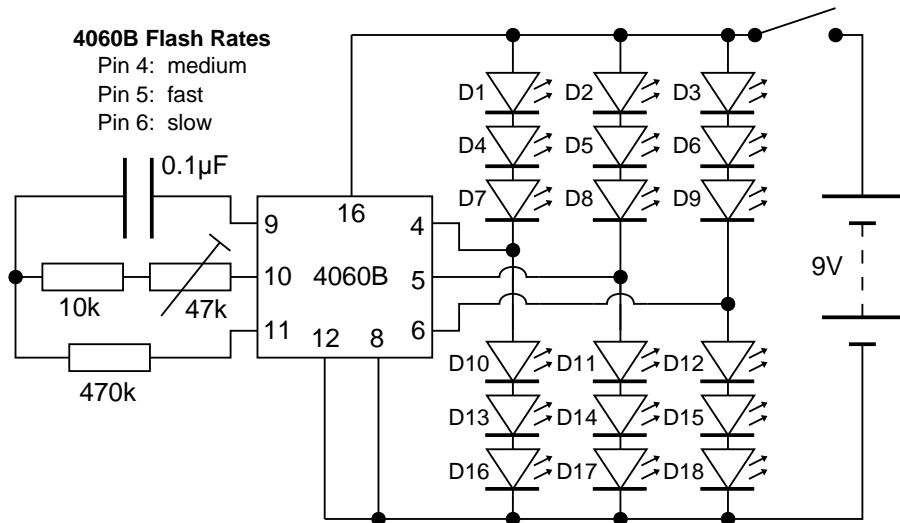 4060B Flash Rates
Pin 4: medium
Pin 5: fast
Pin 6: slow
0.1µF
D1
D2
D3
D4
D5
D6
D7
D8
D9
9
16
4
10
4060B
5
9V
10k
47k
11
12
8
6
470k
D10
D11
D12
D13
D14
D15
D16
D17
D18